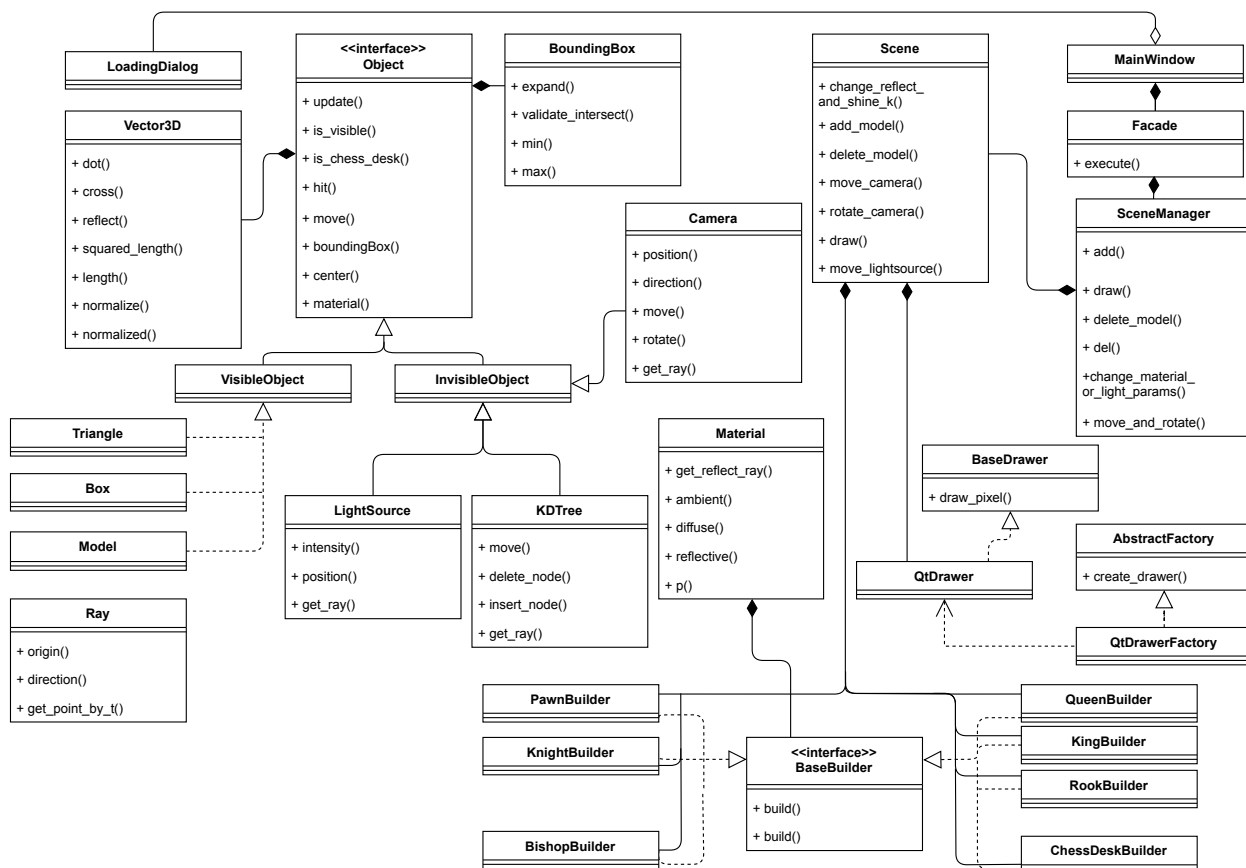 LoadingDialog
<<interface>>
Object
+ update()
+ is_visible()
+ is_chess_desk()
+ hit()
+ move()
+ boundingBox()
+ center()
+ material()
BoundingBox
+ expand()
+ validate_intersect()
+ min()
+ max()
Scene
+ change_reflect_
and_shine_k()
+ add_model()
+ delete_model()
+ move_camera()
+ rotate_camera()
+ draw()
+ move_lightsource()
MainWindow
Facade
+ execute()
SceneManager
+ add()
+ draw()
+ delete_model()
+ del()
+change_material_
or_light_params()
+ move_and_rotate()
Vector3D
+ dot()
+ cross()
+ reflect()
+ squared_length()
+ length()
+ normalize()
+ normalized()
Camera
+ position()
+ direction()
+ move()
+ rotate()
+ get_ray()
VisibleObject
InvisibleObject
Triangle
Box
Model
LightSource
+ intensity()
+ position()
+ get_ray()
KDTree
+ move()
+ delete_node()
+ insert_node()
+ get_ray()
Material
+ get_reflect_ray()
+ ambient()
+ diffuse()
+ reflective()
+ p()
BaseDrawer
+ draw_pixel()
AbstractFactory
+ create_drawer()
QtDrawer
QtDrawerFactory
Ray
+ origin()
+ direction()
+ get_point_by_t()
PawnBuilder
KnightBuilder
BishopBuilder
<<interface>>
BaseBuilder
+ build()
+ build()
QueenBuilder
KingBuilder
RookBuilder
ChessDeskBuilder